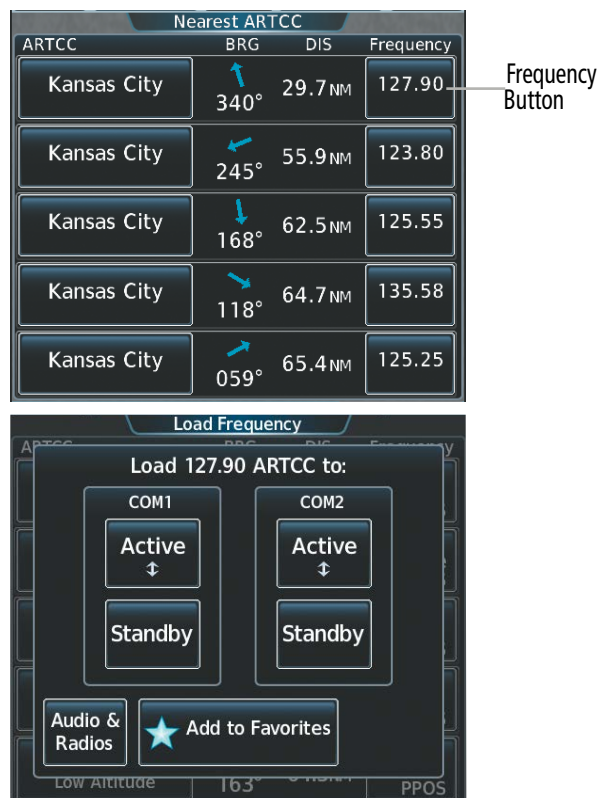 Nearest ARTCC
ARTCC BRG DIS Frequency
Kansas City 340° 29.7NM 127.90
Frequency Button
Kansas City 245° 55.9NM 123.80
Kansas City 168° 62.5NM 125.55
Kansas City 118° 64.7NM 135.58
Kansas City 059° 65.4NM 125.25
Load Frequency
Load 127.90 ARTCC to:
COM1 COM2
Active Active
Standby Standby
Audio & Radios
Add to Favorites
Low Altitude 163° PPOS